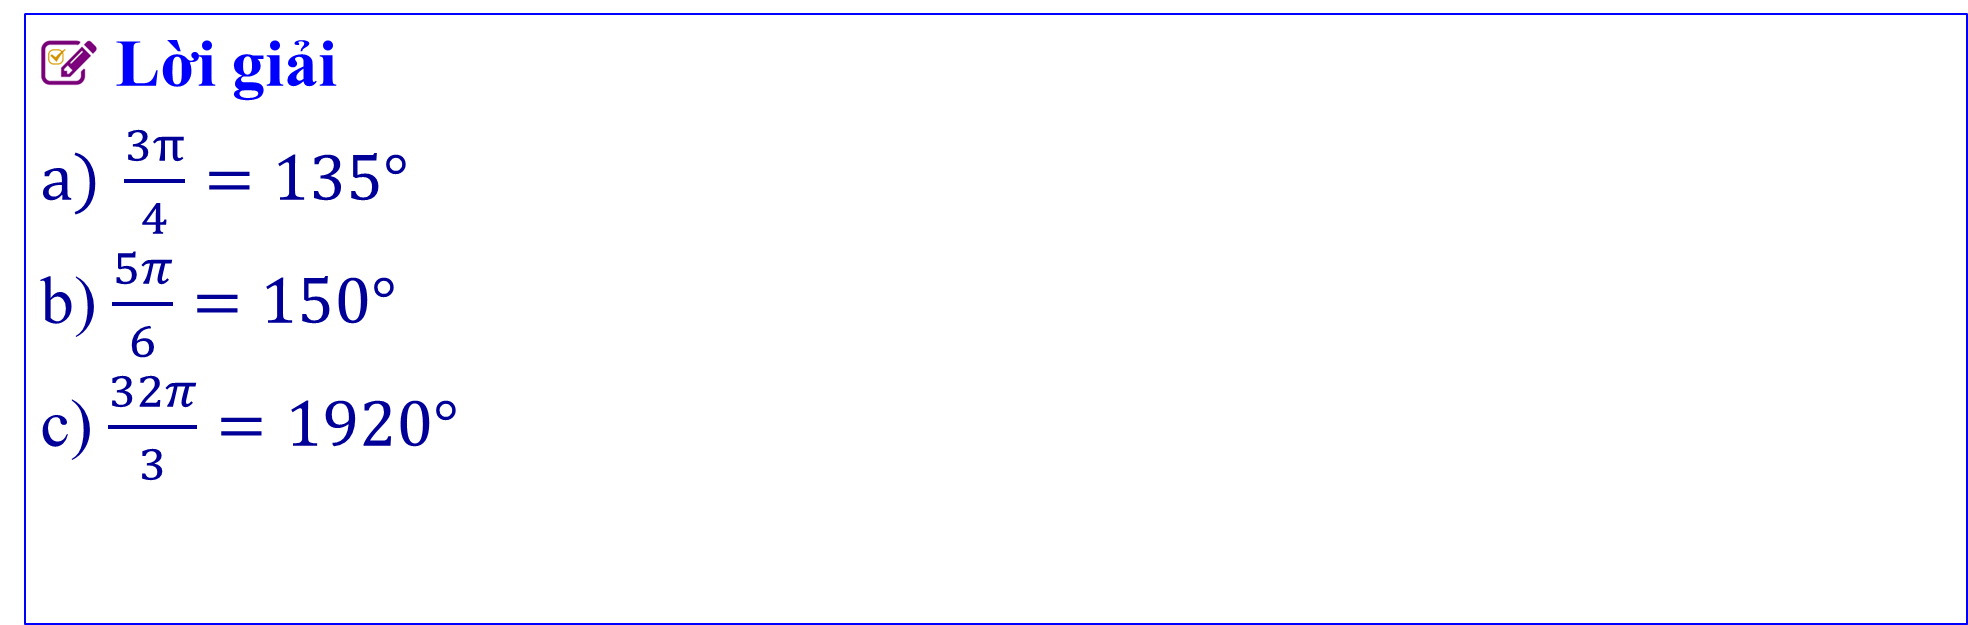 Lời giải
a) 3π/4 = 135°
b) 5π/6 = 150°
c) 32π/3 = 1920°